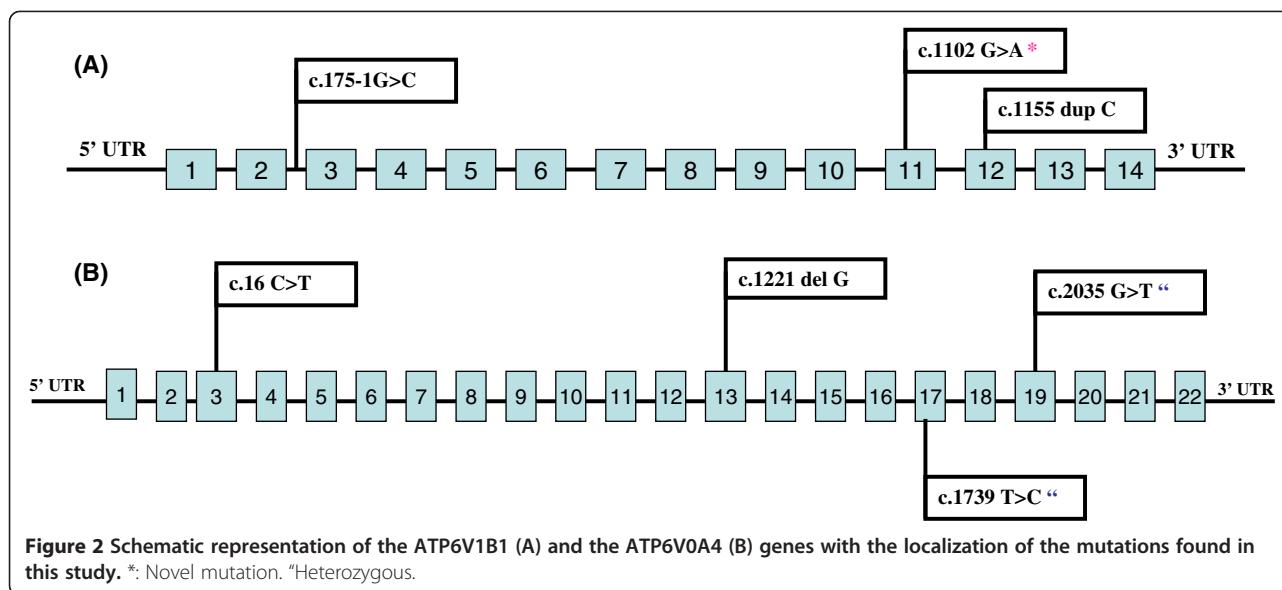 (A)
c.175-1G>C
c.1102 G>A *
c.1155 dup C
5’ UTR
1 2 3 4 5 6 7 8 9 10 11 12 13 14
3’ UTR
(B)
c.16 C>T
c.1221 del G
c.2035 G>T “
5’ UTR
1 2 3 4 5 6 7 8 9 10 11 12 13 14 15 16 17 18 19 20 21 22
3’ UTR
c.1739 T>C “
Figure 2 Schematic representation of the ATP6V1B1 (A) and the ATP6V0A4 (B) genes with the localization of the mutations found in
this study. *: Novel mutation. “Heterozygous.